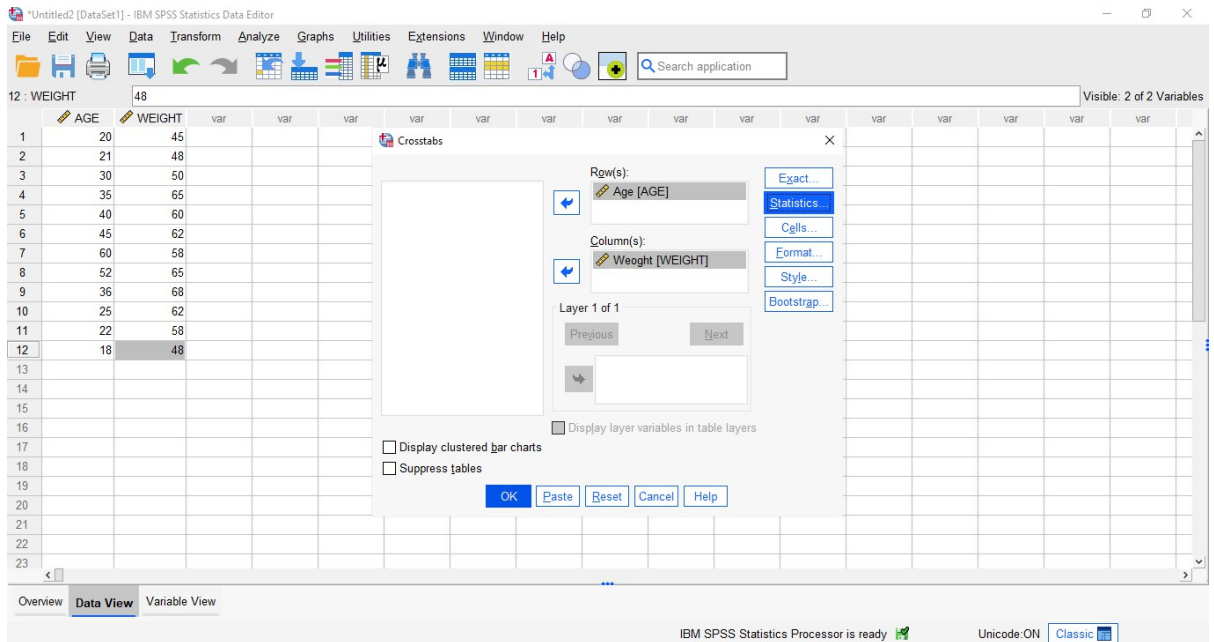 *Untitled2 [DataSet1] - IBM SPSS Statistics Data Editor
File Edit View Data Transform Analyze Graphs Utilities Extensions Window Help
Search application
12 : WEIGHT 48 Visible: 2 of 2 Variables
AGE WEIGHT var var var var var var var var var var var var var var var
1 20 45
2 21 48
3 30 50
4 35 65
5 40 60
6 45 62
7 60 58
8 52 65
9 36 68
10 25 62
11 22 58
12 18 48
13
14
15
16
17
18
19
20
21
22
23
Crosstabs
Row(s):
Age [AGE]
Column(s):
Weoght [WEIGHT]
Exact...
Statistics...
Cells...
Format...
Style...
Bootstrap...
Layer 1 of 1
Previous Next
Display layer variables in table layers
Display clustered bar charts
Suppress tables
OK Paste Reset Cancel Help
Overview Data View Variable View
IBM SPSS Statistics Processor is ready Unicode:ON Classic